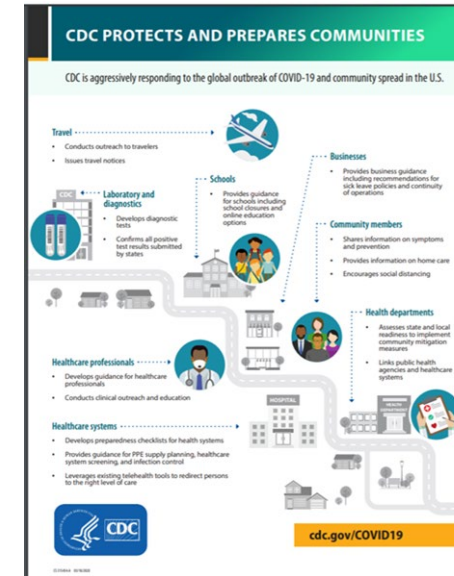 CDC PROTECTS AND PREPARES COMMUNITIES
CDC is aggressively responding to the global outbreak of COVID-19 and community spread in the U.S.
Travel
• Conducts outreach to travelers
• Issues travel notices
CDC
Laboratory and
diagnostics
• Develops diagnostic
tests
• Confirms all positive
test results submitted
by states
Schools
• Provides guidance
for schools including
school closures and
online education
options
Businesses
• Provides business guidance
including recommendations for
sick leave policies and continuity
of operations
Community members
• Shares information on symptoms
and prevention
• Provides information on home care
• Encourages social distancing
Health departments
• Assesses state and local
readiness to implement
community mitigation
measures
• Links public health
agencies and healthcare
systems
Healthcare professionals
• Develops guidance for healthcare
professionals
• Conducts clinical outreach and education
HOSPITAL
HEALTH
DEPARTMENT
Healthcare systems
• Develops preparedness checklists for health systems
• Provides guidance for PPE supply planning, healthcare
system screening, and infection control
• Leverages existing telehealth tools to redirect persons
to the right level of care
CDC
cdc.gov/COVID19